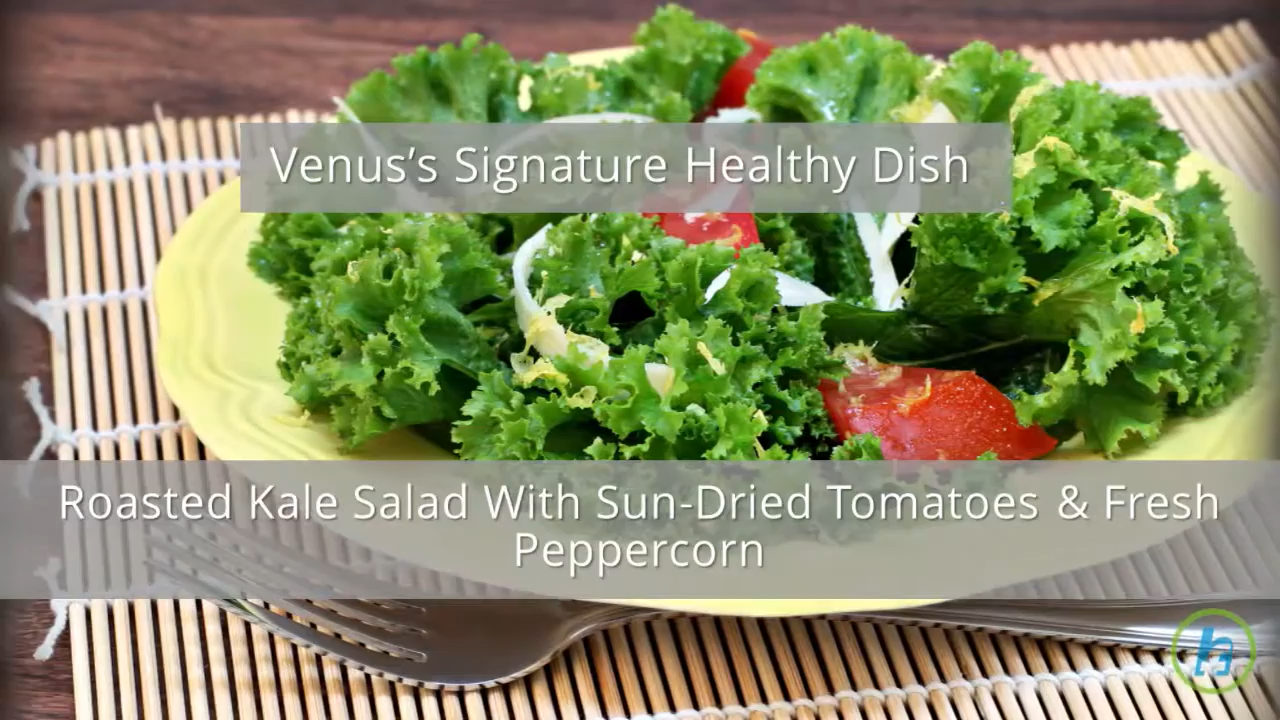 Venus’s Signature Healthy Dish
Roasted Kale Salad With Sun-Dried Tomatoes & Fresh
Peppercorn